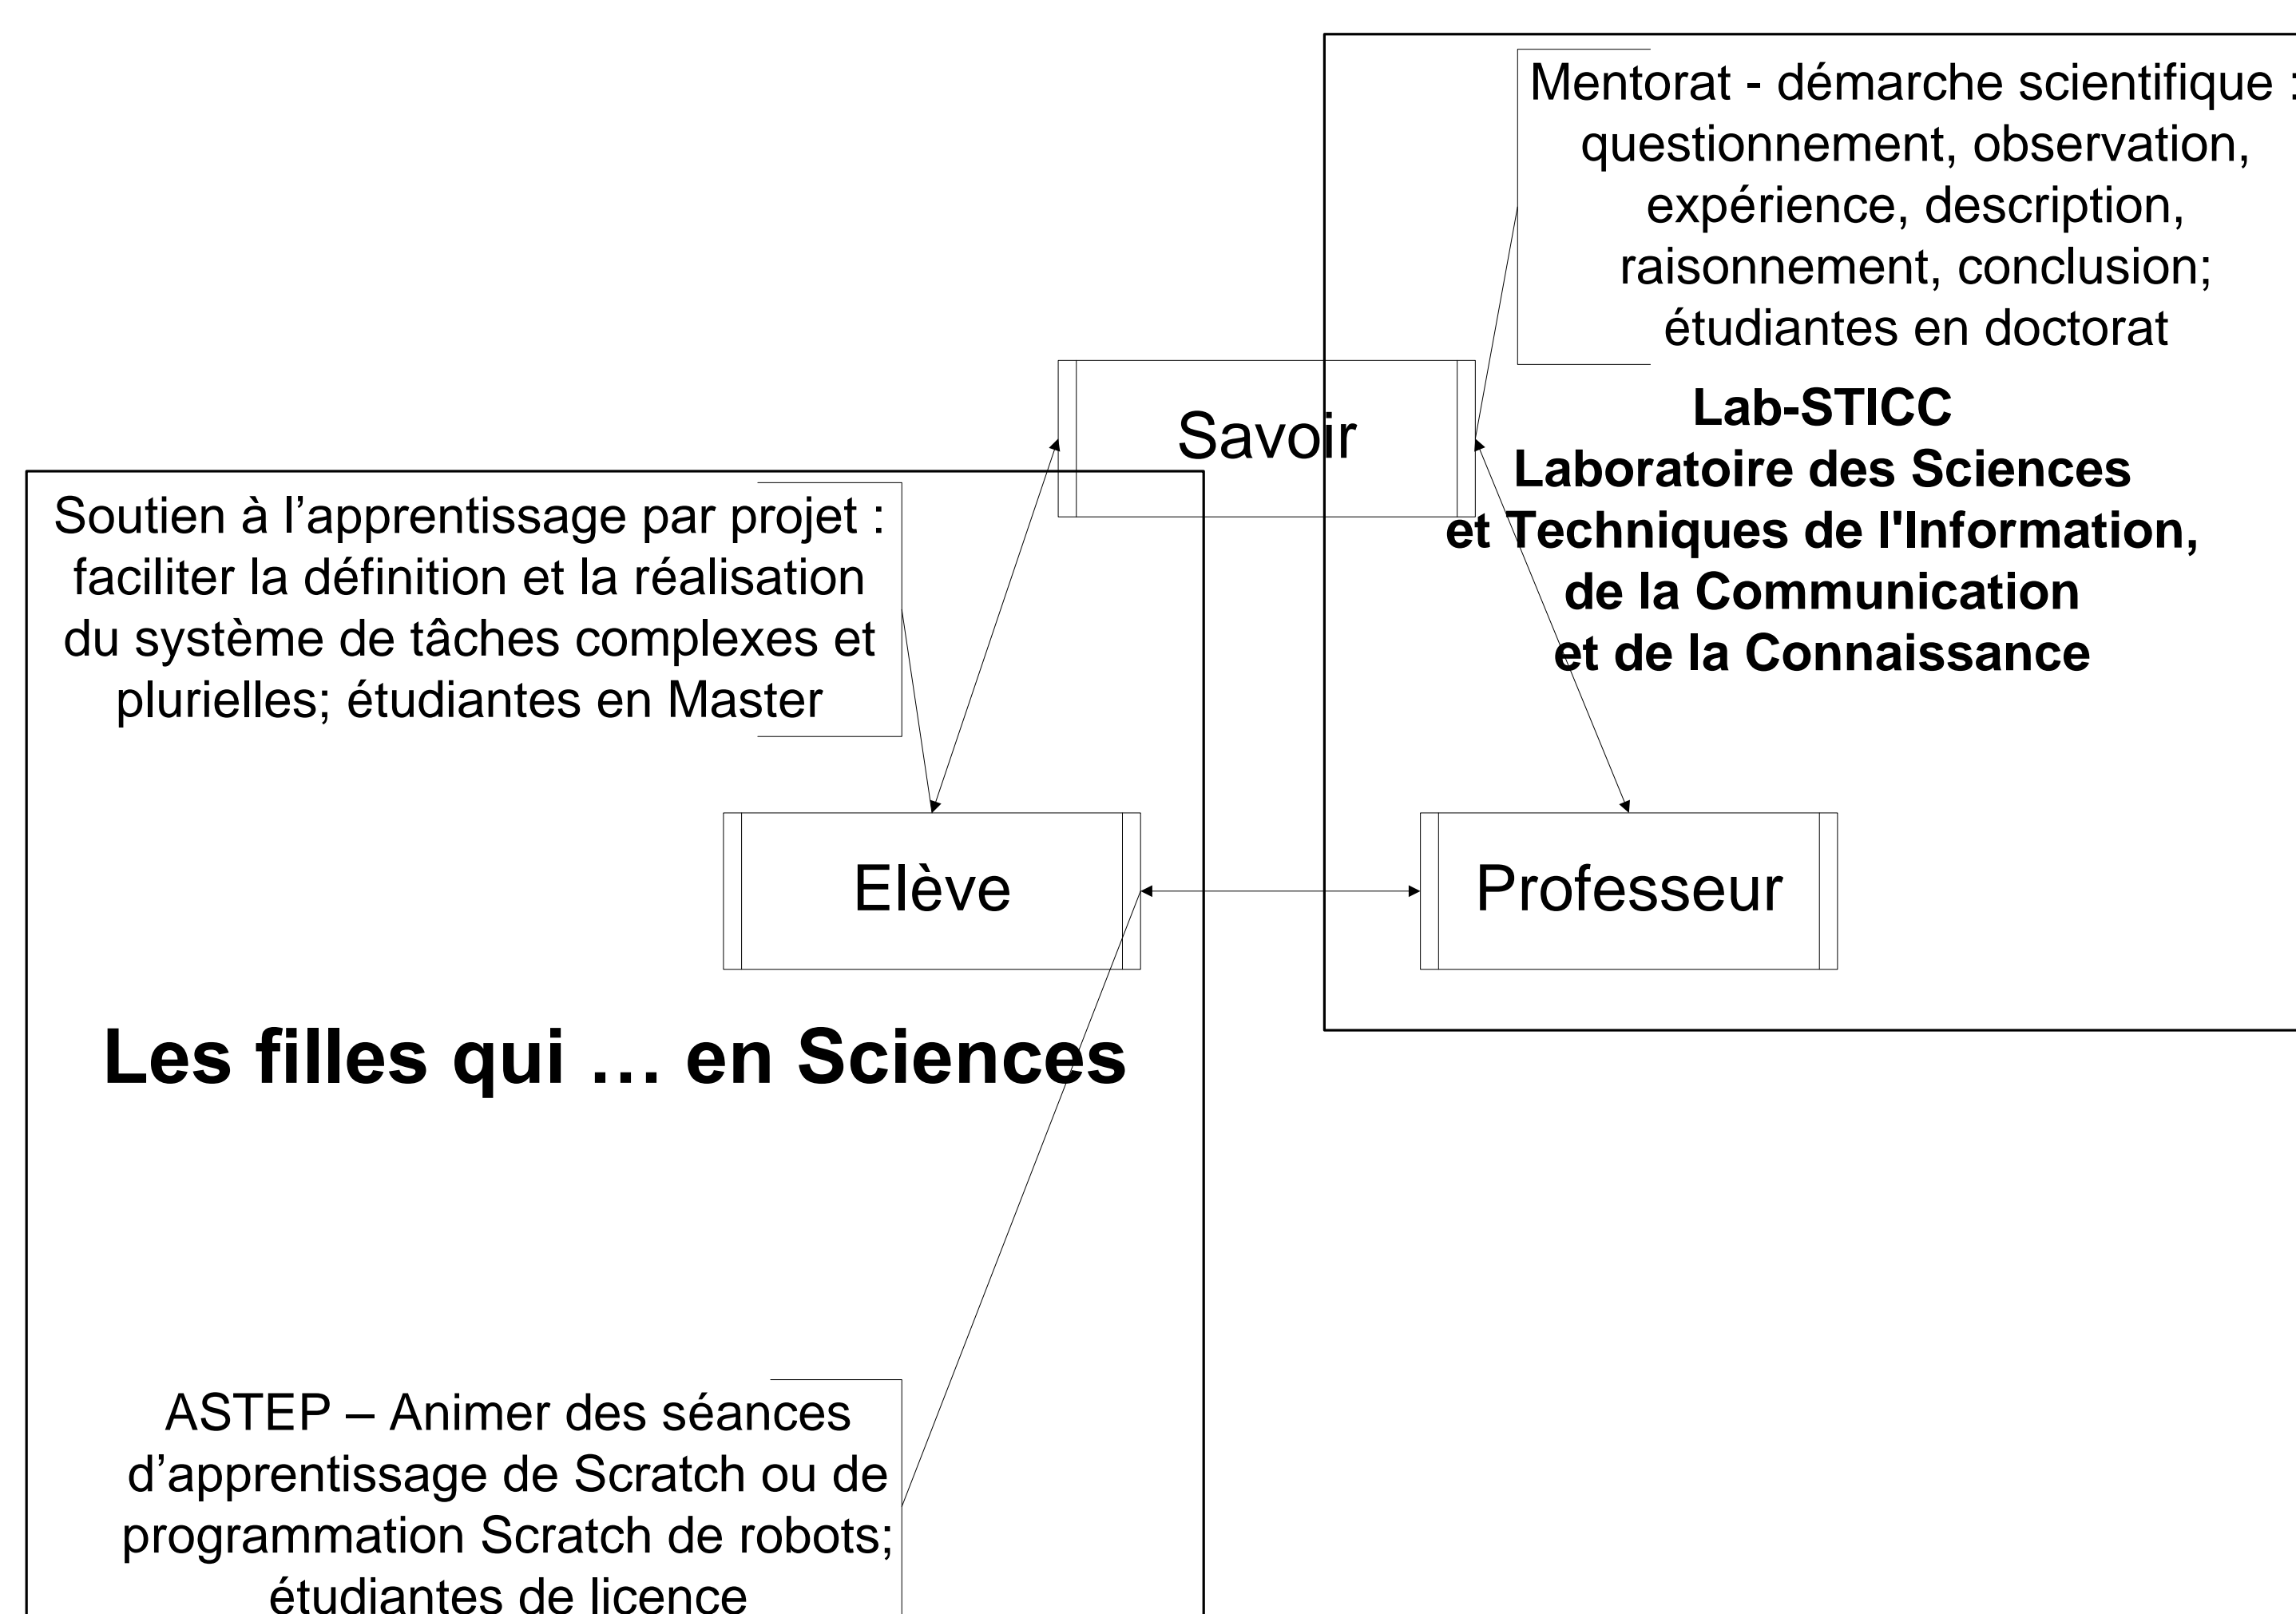 Mentorat - démarche scientifique :
questionnement, observation,
expérience, description,
raisonnement, conclusion;
étudiantes en doctorat
Lab-STICC
Laboratoire des Sciences
et Techniques de l'Information,
de la Communication
et de la Connaissance
Savoir
Soutien à l’apprentissage par projet :
faciliter la définition et la réalisation
du système de tâches complexes et
plurielles; étudiantes en Master
Elève
Professeur
Les filles qui … en Sciences
ASTEP – Animer des séances
d’apprentissage de Scratch ou de
programmation Scratch de robots;
étudiantes de licence